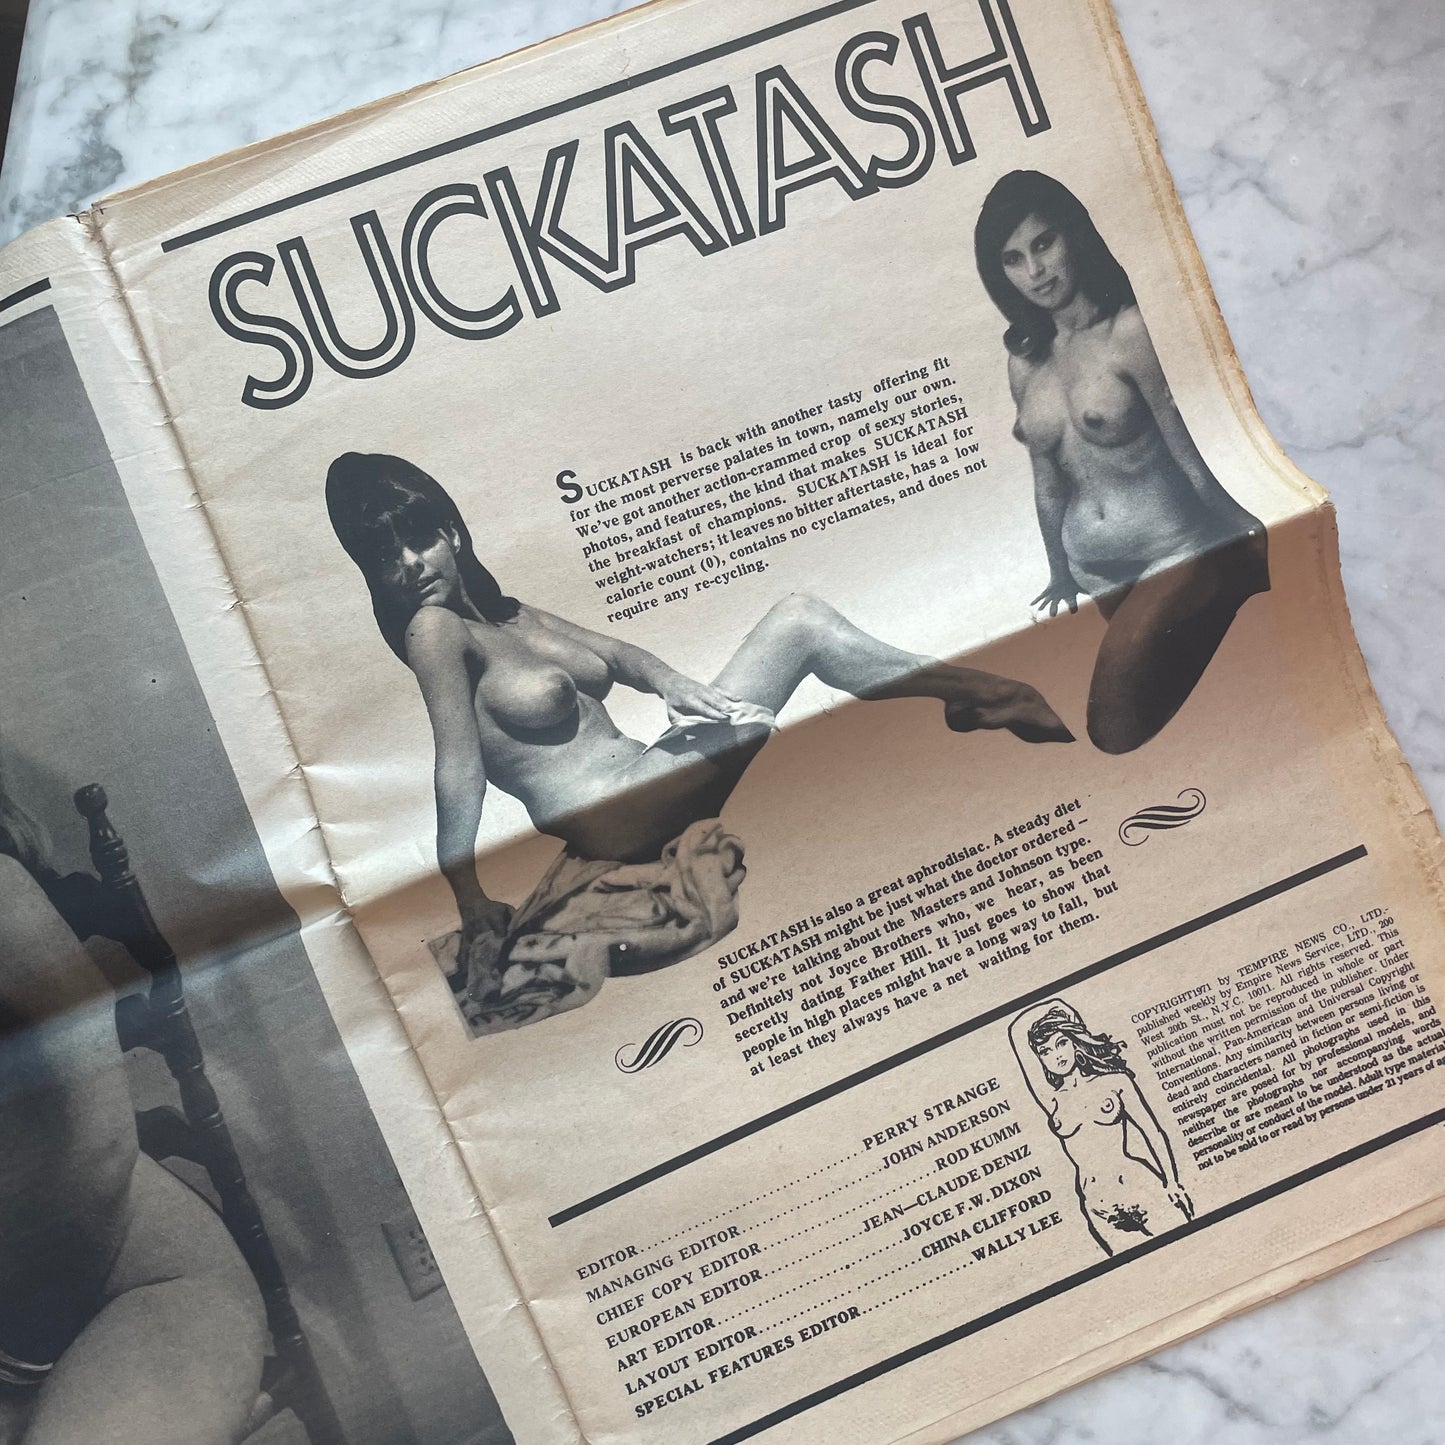 SUCKATASH
SUCKATASH is back with another tasty offering fit
for the most perverse palates in town, namely our own.
We've got another action-crammed crop of sexy stories,
photos, and features, the kind that makes SUCKATASH
the breakfast of champions. SUCKATASH is ideal for
weight-watchers; it leaves no bitter aftertaste, has a low
calorie count (0), contains no cyclamates, and does not
require any re-cycling.
SUCKATASH is also a great aphrodisiac. A steady diet
of SUCKATASH might be just what the doctor ordered –
and we're talking about the Masters and Johnson type.
Definitely not Joyce Brothers who, we hear, as been
secretly dating Father Hill. It just goes to show that
people in high places might have a long way to fall, but
at least they always have a net waiting for them.
EDITOR....................PERRY STRANGE
MANAGING EDITOR....................JOHN ANDERSON
CHIEF COPY EDITOR....................ROD KUMM
EUROPEAN EDITOR....................JEAN—CLAUDE DENIZ
ART EDITOR....................JOYCE F.W. DIXON
LAYOUT EDITOR....................CHINA CLIFFORD
SPECIAL FEATURES EDITOR....................WALLY LEE
COPYRIGHT1971 by TEMPIRE NEWS CO., LTD.-
published weekly by Empire News Service, LTD., 200
West 20th St., N.Y.C. 10011. All rights reserved. This
publication must not be reproduced in whole or part
without the written permission of the publisher. Under
International, Pan-American and Universal Copyright
Conventions. Any similarity between persons living or
dead and characters named in fiction or semi-fiction is
entirely coincidental. All photographs used in this
newspaper are posed for by professional models, and
neither the photographs nor accompanying words
describe or are meant to be understood as the actual
personality or conduct of the model. Adult type material
not to be sold to or read by persons under 21 years of